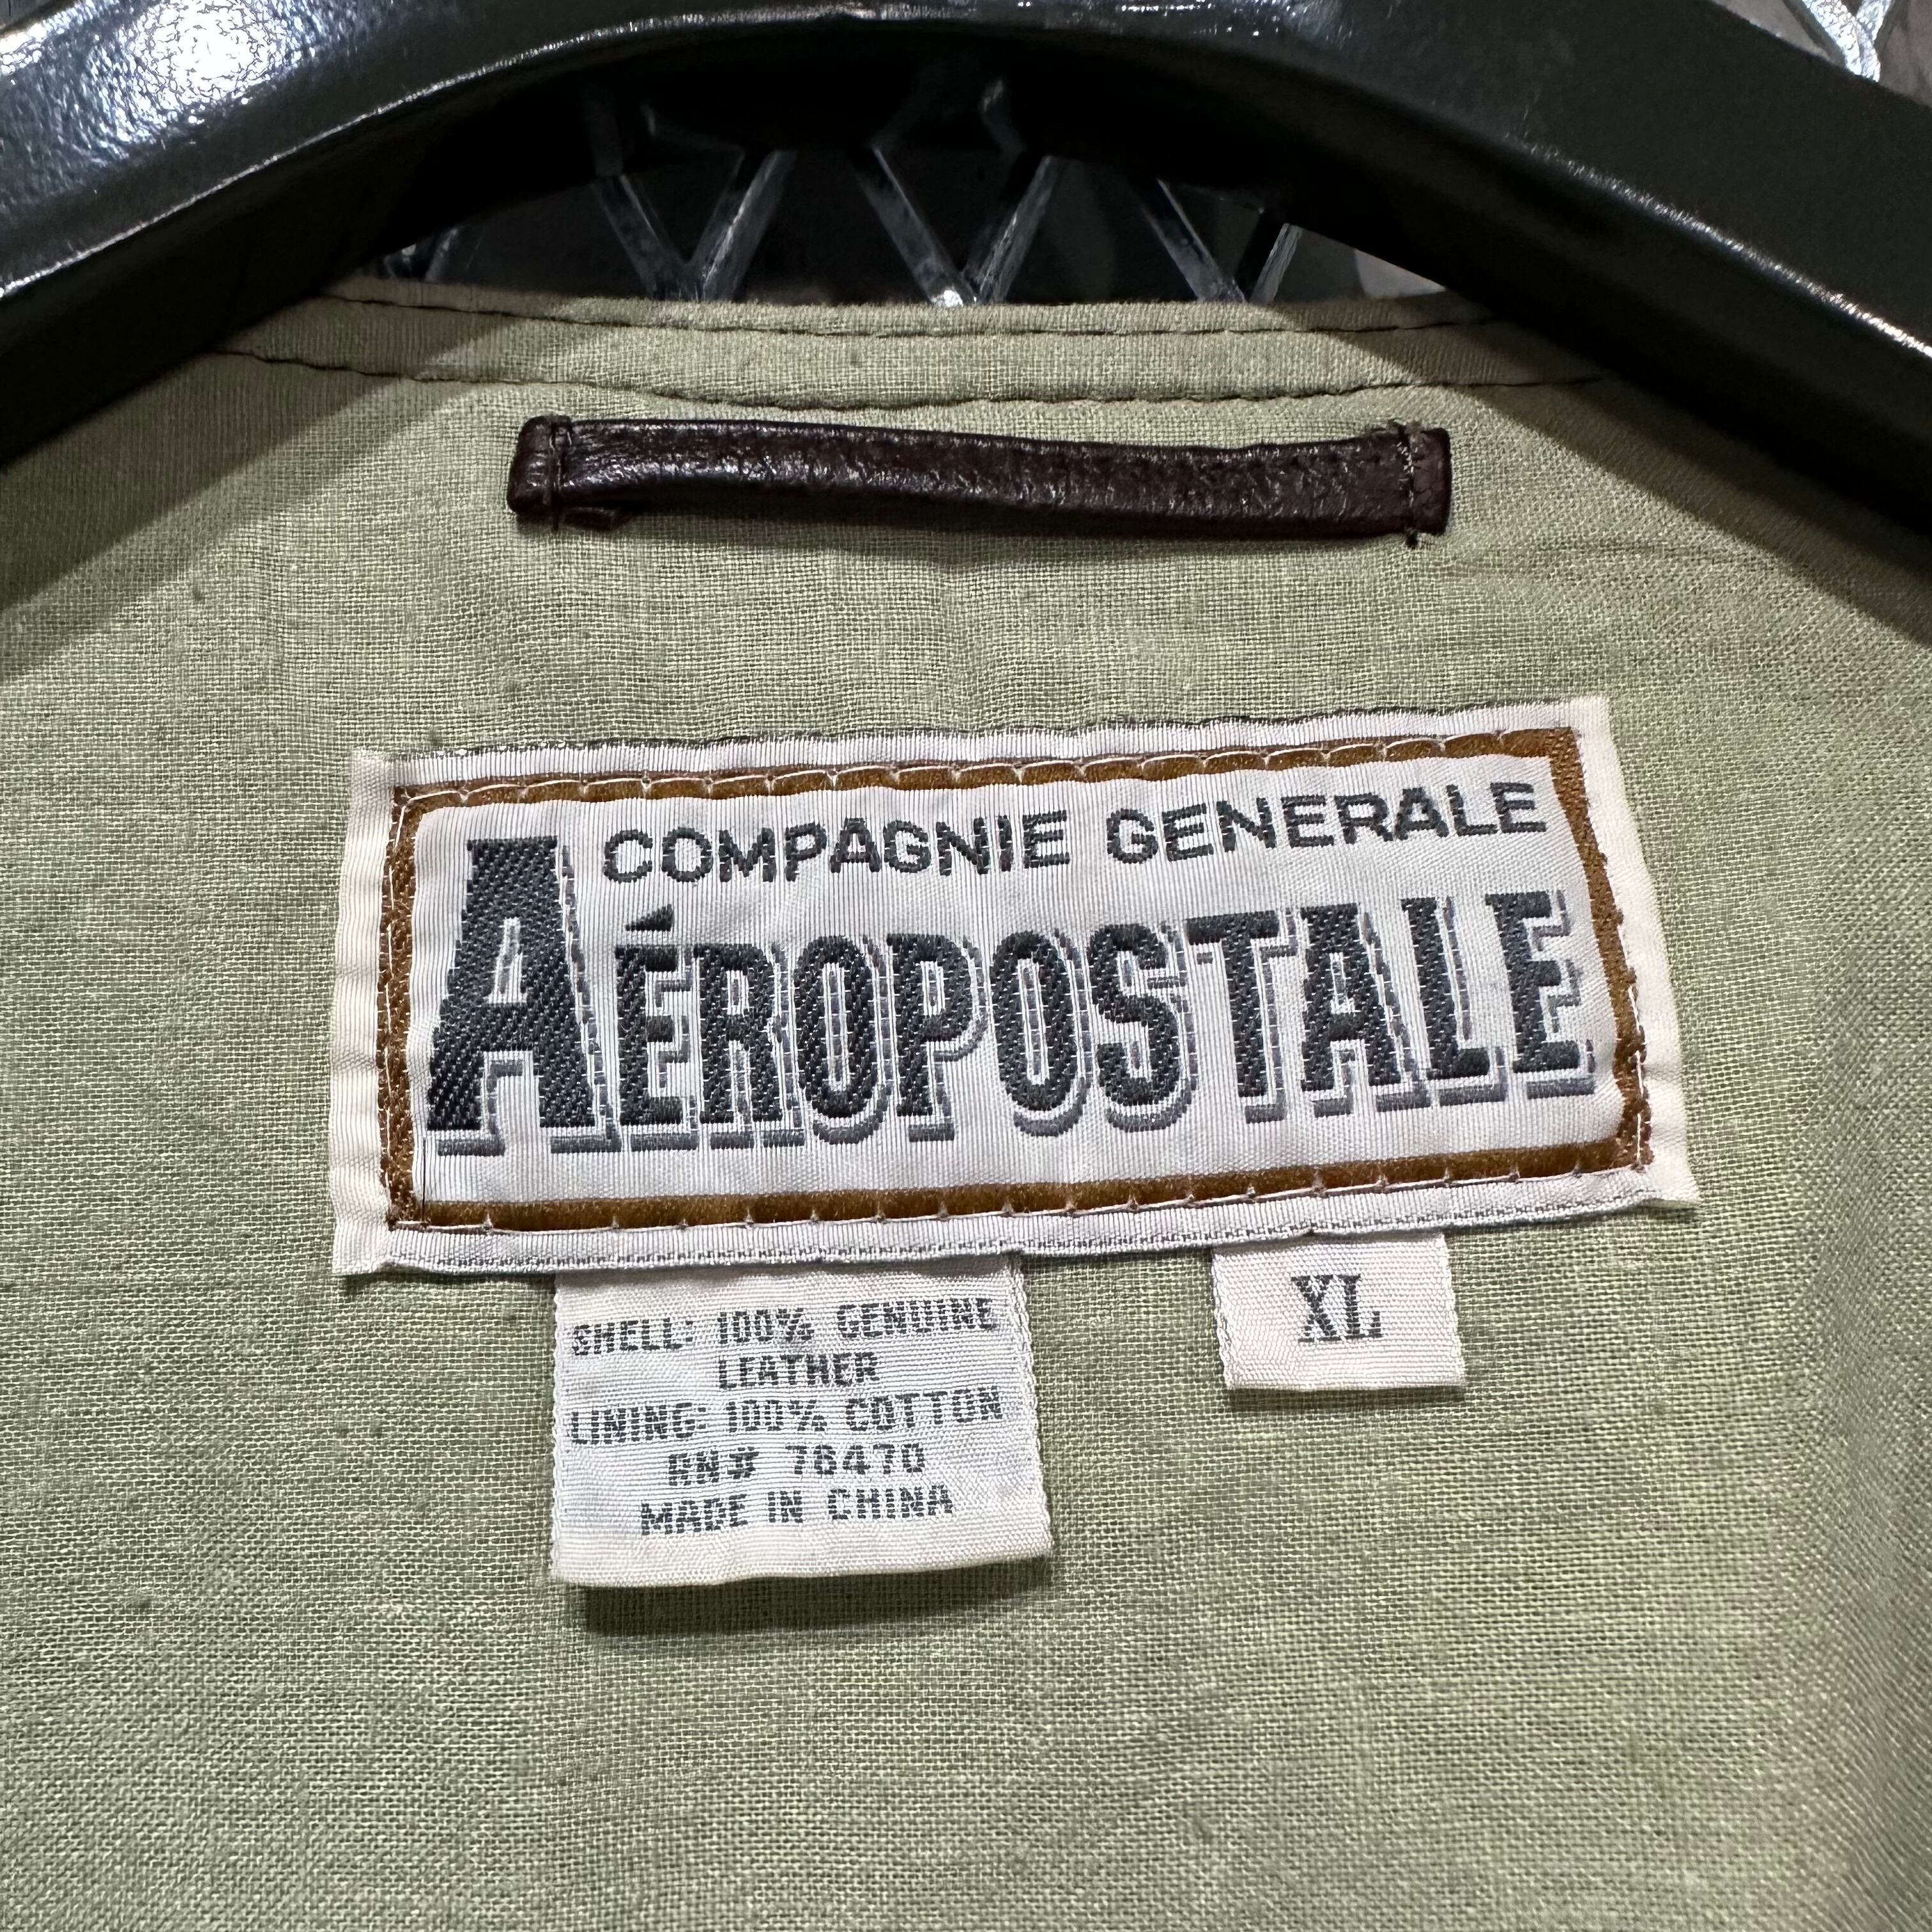 COMPAGNIE GENERALE
AÉROPOSTALE
XL
SHELL: 100% GENUINE
LEATHER
LINING: 100% COTTON
RN# 76470
MADE IN CHINA